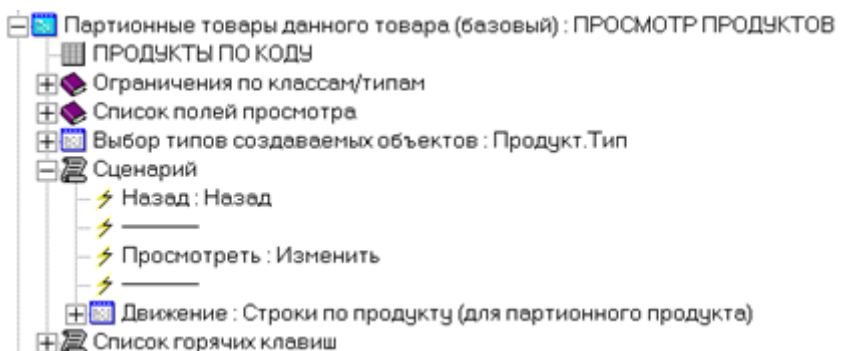 Партионные товары данного товара (базовый) : ПРОСМОТР ПРОДУКТОВ
ПРОДУКТЫ ПО КОДУ
Ограничения по классам/типам
Список полей просмотра
Выбор типов создаваемых объектов : Продукт.Тип
Сценарий
Назад : Назад
Просмотреть : Изменить
Движение : Строки по продукту (для партионного продукта)
Список горячих клавиш